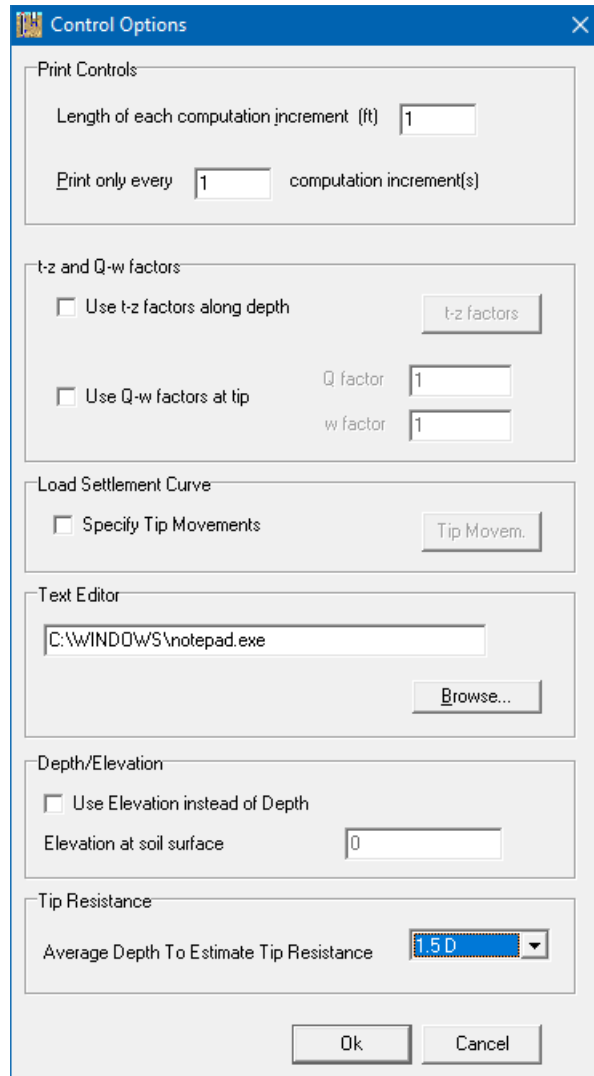 Control Options
Print Controls
Length of each computation increment (ft) 1
Print only every 1 computation increment(s)
t-z and Q-w factors
Use t-z factors along depth t-z factors
Q factor 1
Use Q-w factors at tip
w factor 1
Load Settlement Curve
Specify Tip Movements Tip Movem.
Text Editor
C:\WINDOWS\notepad.exe
Browse...
Depth/Elevation
Use Elevation instead of Depth
Elevation at soil surface 0
Tip Resistance
Average Depth To Estimate Tip Resistance 1.5 D
Ok Cancel